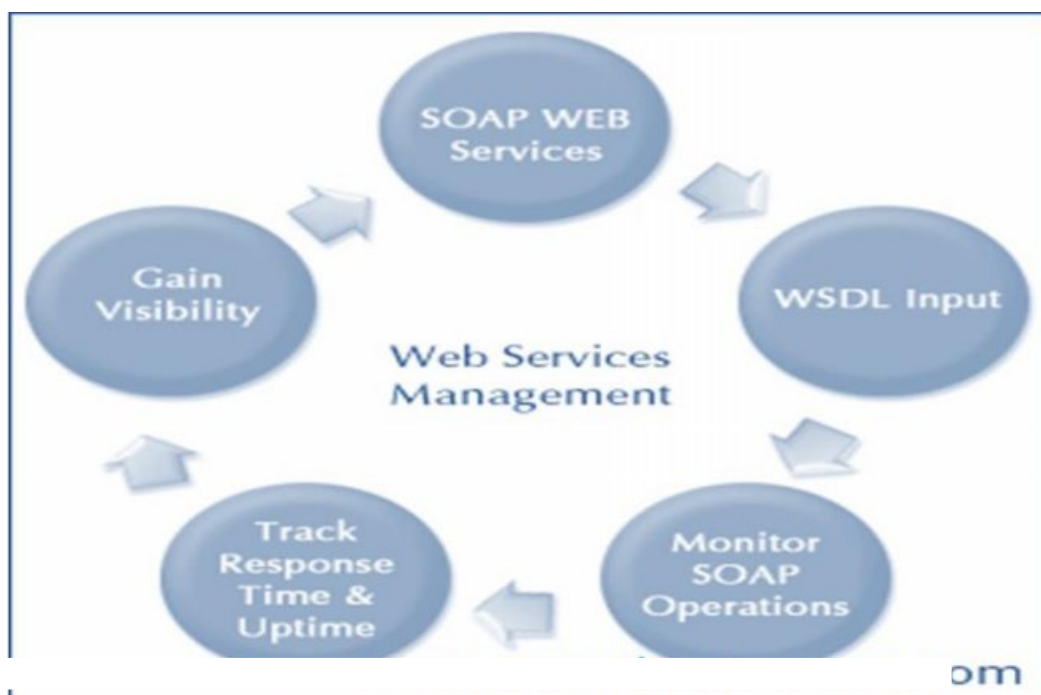 SOAP WEB
Services
WSDL Input
Monitor
SOAP
Operations
Track
Response
Time &
Uptime
Gain
Visibility
Web Services
Management
om